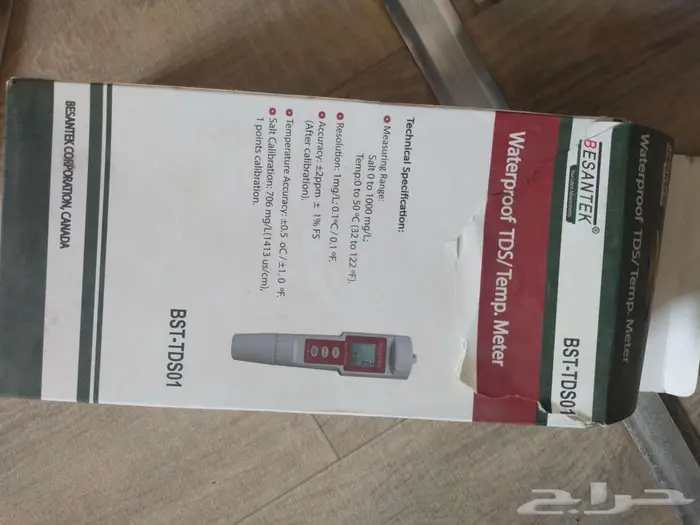 Waterproof TDS/Temp. Meter
BESANTEK®
BST-TDS01
Waterproof TDS/Temp. Meter
Technical Specification:
Measuring Range:
Salt 0 to 1000 mg/L;
Temp:0 to 50 ºC (32 to 122 ºF).
Resolution: 1mg/L; 0.1ºC / 0.1 ºF.
Accuracy: ±2ppm ± 1% FS
(After calibration).
Temperature Accuracy: ±0.5 oC / ±1, 0 ºF.
Salt Calibration: 706 mg/L(1413 us/cm),
1 points calibration.
BST-TDS01
BESANTEK CORPORATION, CANADA
حراج